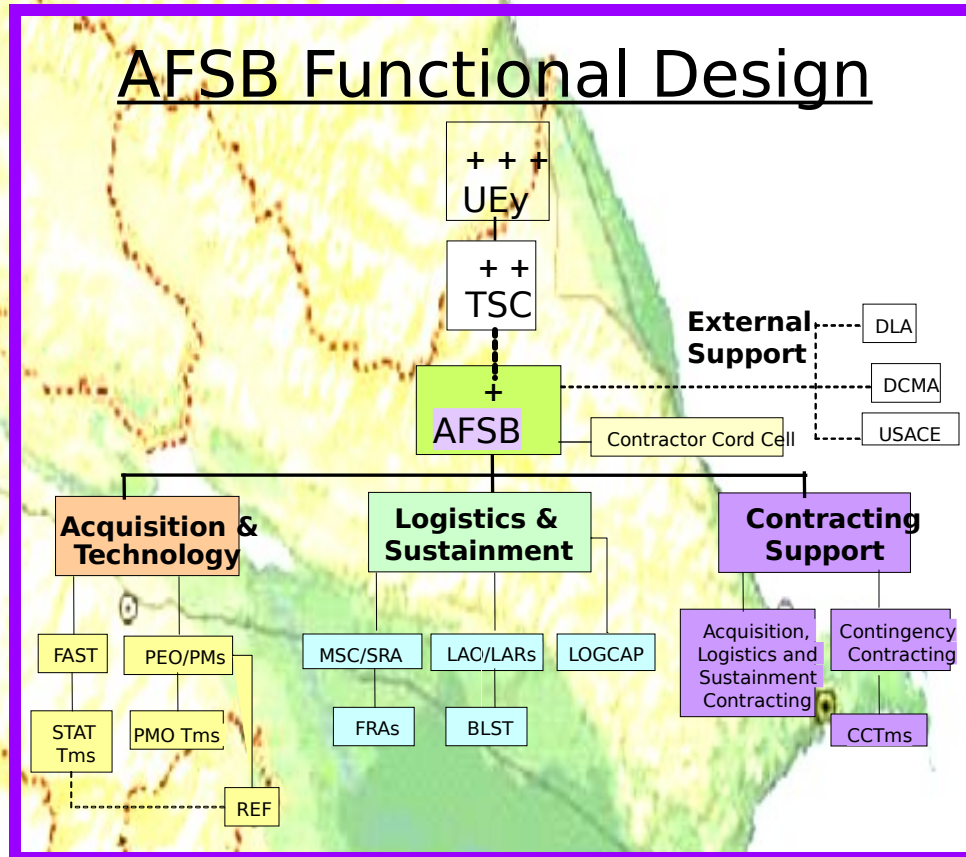 AFSB Functional Design
+ + +
UEy
+ +
TSC
External
Support
DLA
DCMA
USACE
+
AFSB
Contractor Cord Cell
Acquisition &
Technology
Logistics &
Sustainment
Contracting
Support
FAST
PEO/PMs
MSC/SRA
LAO/LARs
LOGCAP
Acquisition,
Logistics and
Sustainment
Contracting
Contingency
Contracting
STAT
Tms
PMO Tms
FRAs
BLST
CCTms
REF